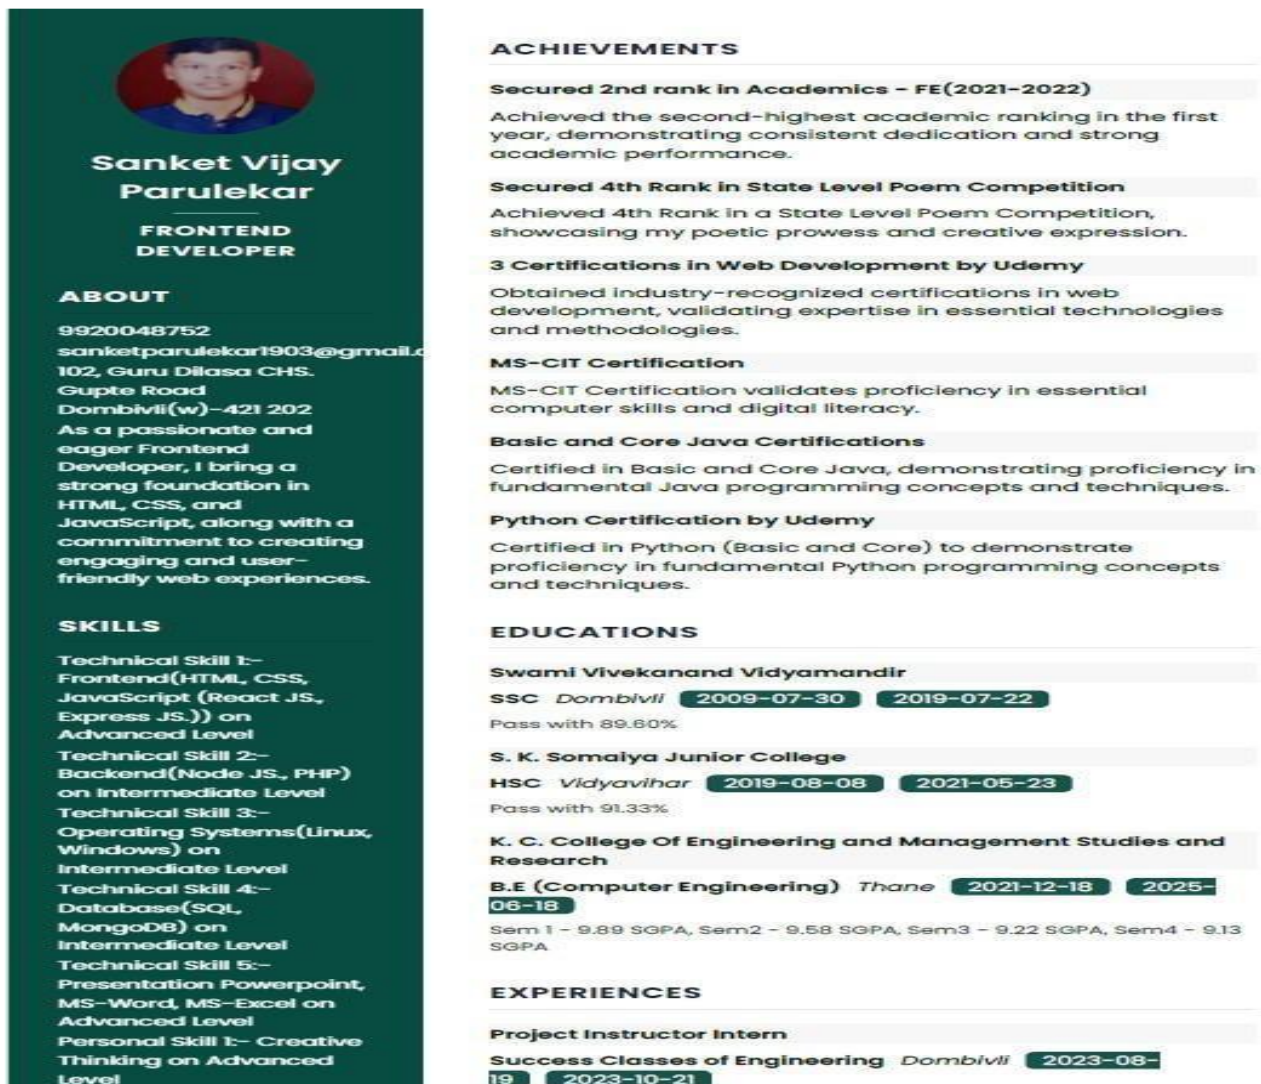 Sanket Vijay
Parulekar
FRONTEND
DEVELOPER
ABOUT
9920048752
sanketparulekar1903@gmail.c
102, Guru Dilasa CHS.
Gupte Road
Dombivli(w)-421 202
As a passionate and
eager Frontend
Developer, I bring a
strong foundation in
HTML, CSS, and
JavaScript, along with a
commitment to creating
engaging and user-
friendly web experiences.
SKILLS
Technical Skill 1:-
Frontend(HTML, CSS,
JavaScript (React JS.,
Express JS.)) on
Advanced Level
Technical Skill 2:-
Backend(Node JS., PHP)
on Intermediate Level
Technical Skill 3:-
Operating Systems(Linux,
Windows) on
Intermediate Level
Technical Skill 4:-
Database(SQL,
MongoDB) on
Intermediate Level
Technical Skill 5:-
Presentation Powerpoint,
MS-Word, MS-Excel on
Advanced Level
Personal Skill 1:- Creative
Thinking on Advanced
Level
ACHIEVEMENTS
Secured 2nd rank in Academics - FE(2021-2022)
Achieved the second-highest academic ranking in the first
year, demonstrating consistent dedication and strong
academic performance.
Secured 4th Rank in State Level Poem Competition
Achieved 4th Rank in a State Level Poem Competition,
showcasing my poetic prowess and creative expression.
3 Certifications in Web Development by Udemy
Obtained industry-recognized certifications in web
development, validating expertise in essential technologies
and methodologies.
MS-CIT Certification
MS-CIT Certification validates proficiency in essential
computer skills and digital literacy.
Basic and Core Java Certifications
Certified in Basic and Core Java, demonstrating proficiency in
fundamental Java programming concepts and techniques.
Python Certification by Udemy
Certified in Python (Basic and Core) to demonstrate
proficiency in fundamental Python programming concepts
and techniques.
EDUCATIONS
Swami Vivekanand Vidyamandir
SSC Dombivli 2009-07-30 2019-07-22
Pass with 89.60%
S. K. Somaiya Junior College
HSC Vidyavihar 2019-08-08 2021-05-23
Pass with 91.33%
K. C. College Of Engineering and Management Studies and
Research
B.E (Computer Engineering) Thane 2021-12-18 2025-
06-18
Sem 1 - 9.89 SGPA, Sem2 - 9.58 SGPA, Sem3 - 9.22 SGPA, Sem4 - 9.13
SGPA
EXPERIENCES
Project Instructor Intern
Success Classes of Engineering Dombivli 2023-08-
19 2023-10-21